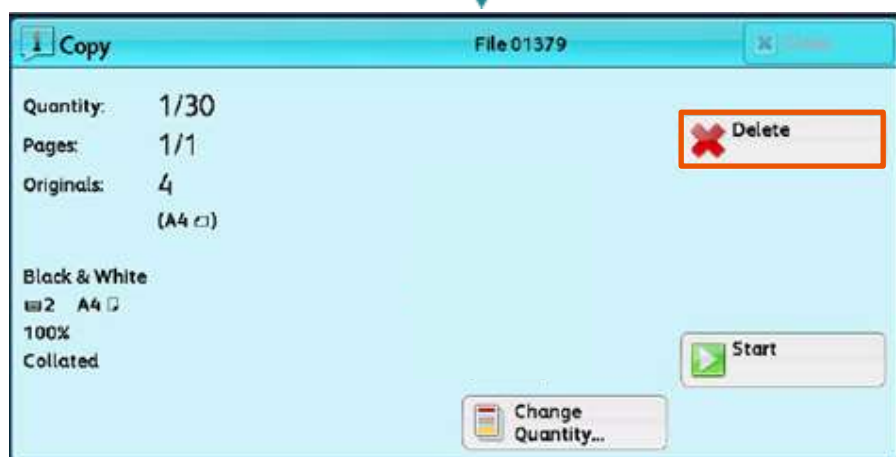 Copy File 01379
Quantity: 1/30
Pages: 1/1
Delete
Originals: 4
(A4)
Black & White
2 A4
100%
Start
Collated
Change
Quantity...